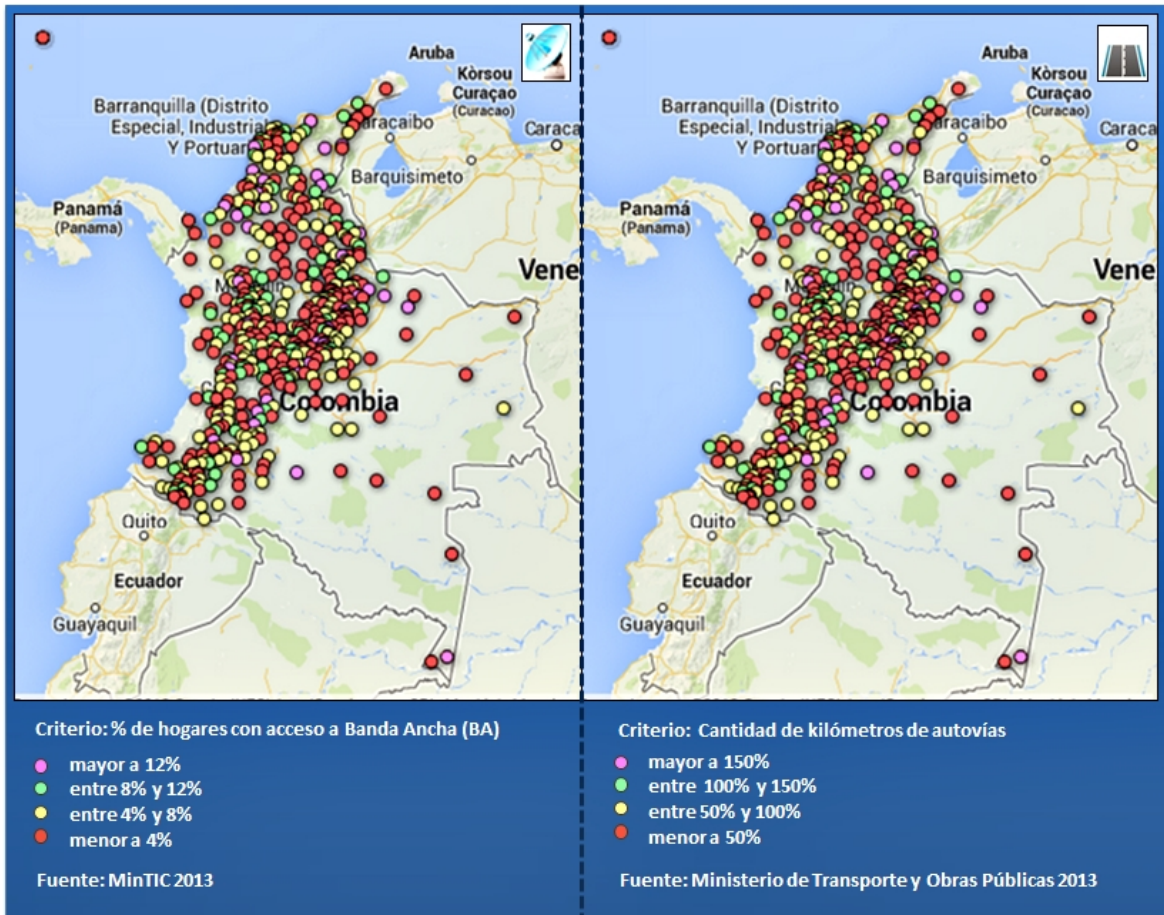 Aruba
Kòrsou
Curaçao
(Curacao)
Barranquilla (Distrito
Especial, Industrial
Y Portuar
aracaibo
Caraca
Barquisimeto
Panamá
(Panama)
Vene
Colombia
Quito
Ecuador
Guayaquil
Criterio: % de hogares con acceso a Banda Ancha (BA)
mayor a 12%
entre 8% y 12%
entre 4% y 8%
menor a 4%
Fuente: MinTIC 2013
Aruba
Kòrsou
Curaçao
(Curacao)
Barranquilla (Distrito
Especial, Industrial
Y Portuar
aracaibo
Caraca
Barquisimeto
Panamá
(Panama)
Vene
Colombia
Quito
Ecuador
Guayaquil
Criterio: Cantidad de kilómetros de autovías
mayor a 150%
entre 100% y 150%
entre 50% y 100%
menor a 50%
Fuente: Ministerio de Transporte y Obras Públicas 2013